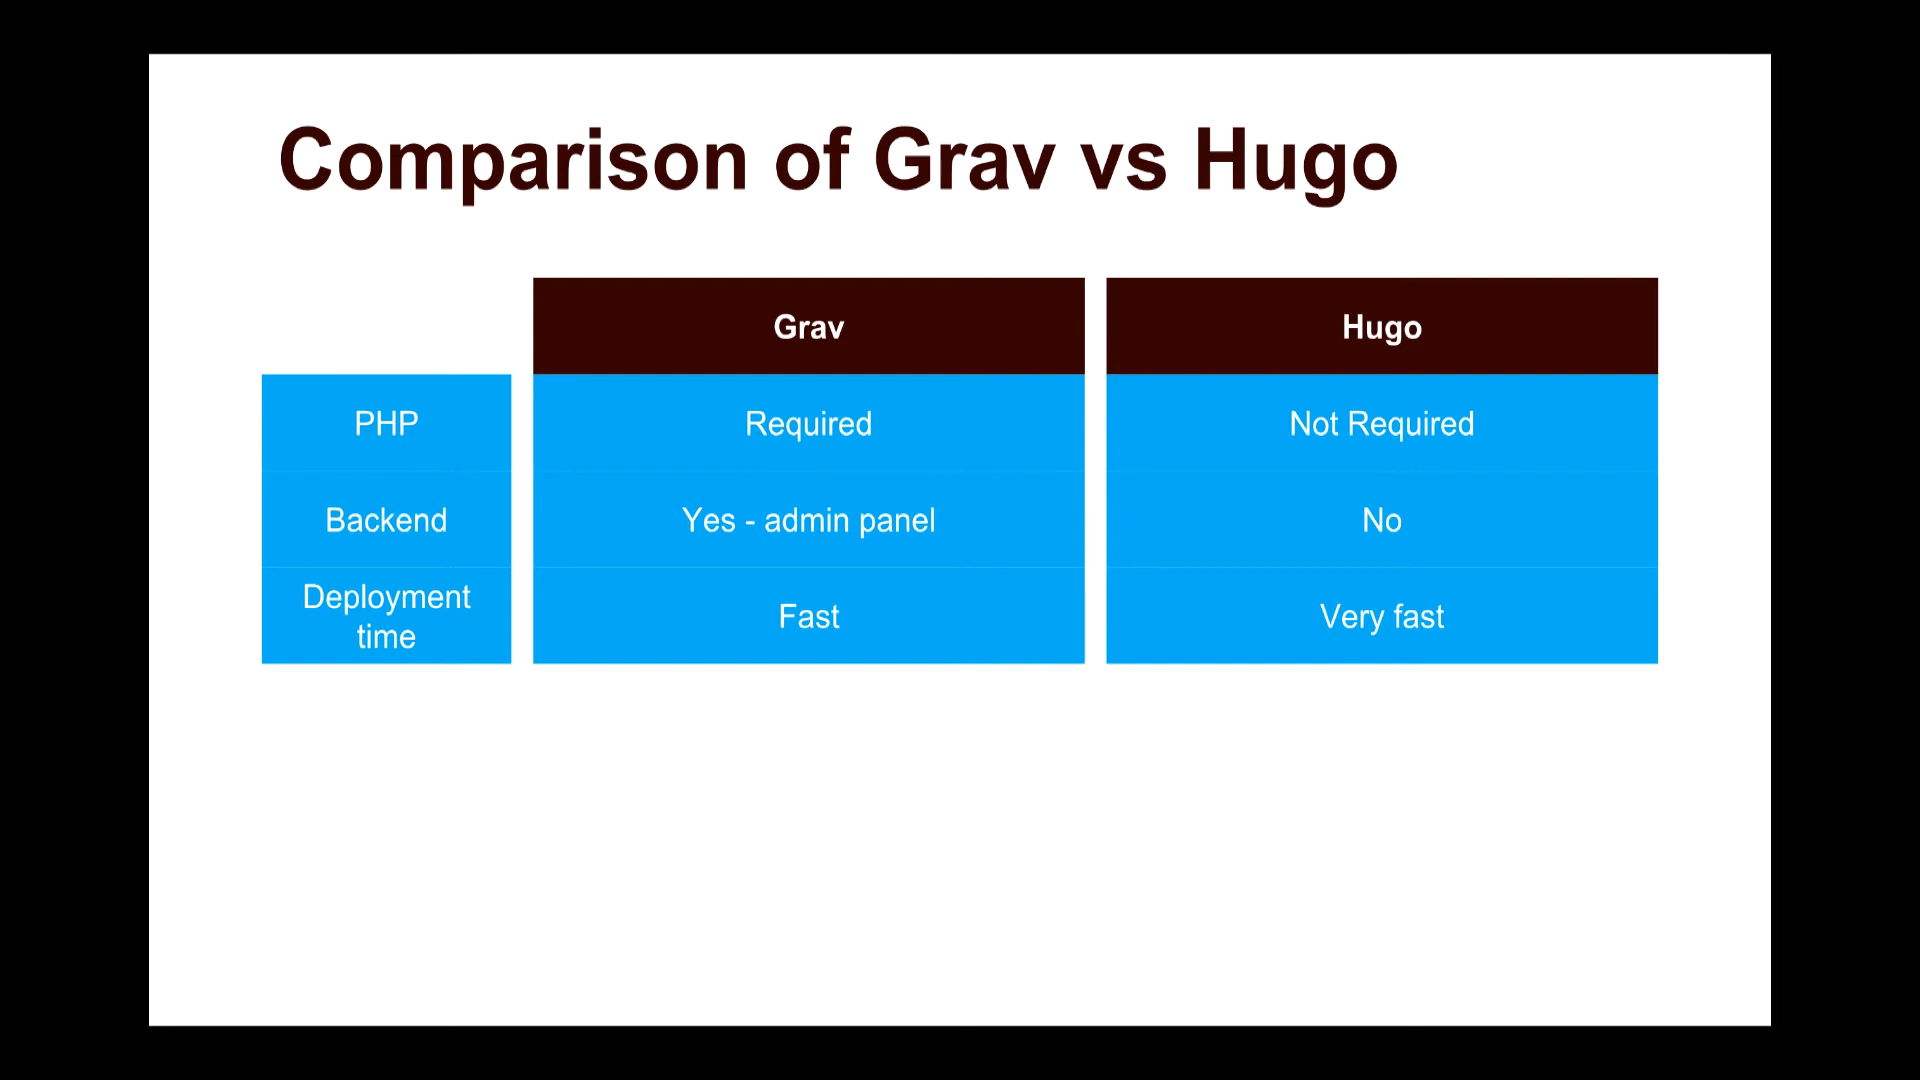 Comparison of Grav vs Hugo
Grav Hugo
PHP Required Not Required
Backend Yes - admin panel No
Deployment
time Fast Very fast